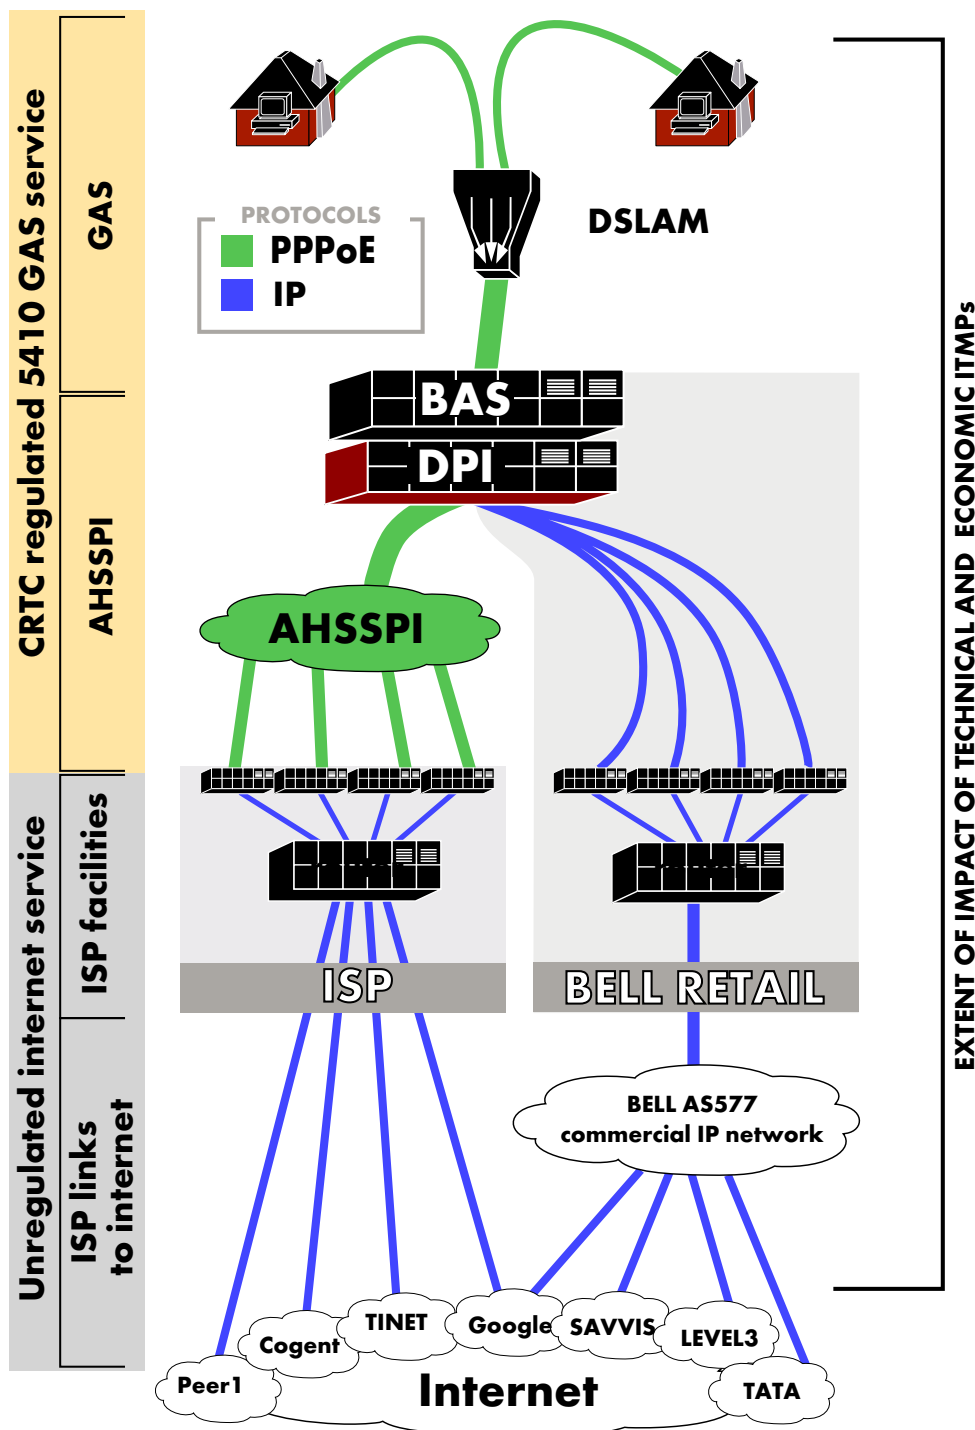 CRTC regulated 5410 GAS service
GAS
AHSSPI
Unregulated internet service
ISP facilities
ISP links
to internet
PROTOCOLS
PPPoE
IP
DSLAM
BAS
DPI
AHSSPI
ISP
BELL RETAIL
BELL AS577
commercial IP network
Peer1
Cogent
TINET
Google
SAVVIS
LEVEL3
TATA
Internet
EXTENT OF IMPACT OF TECHNICAL AND ECONOMIC ITMPs